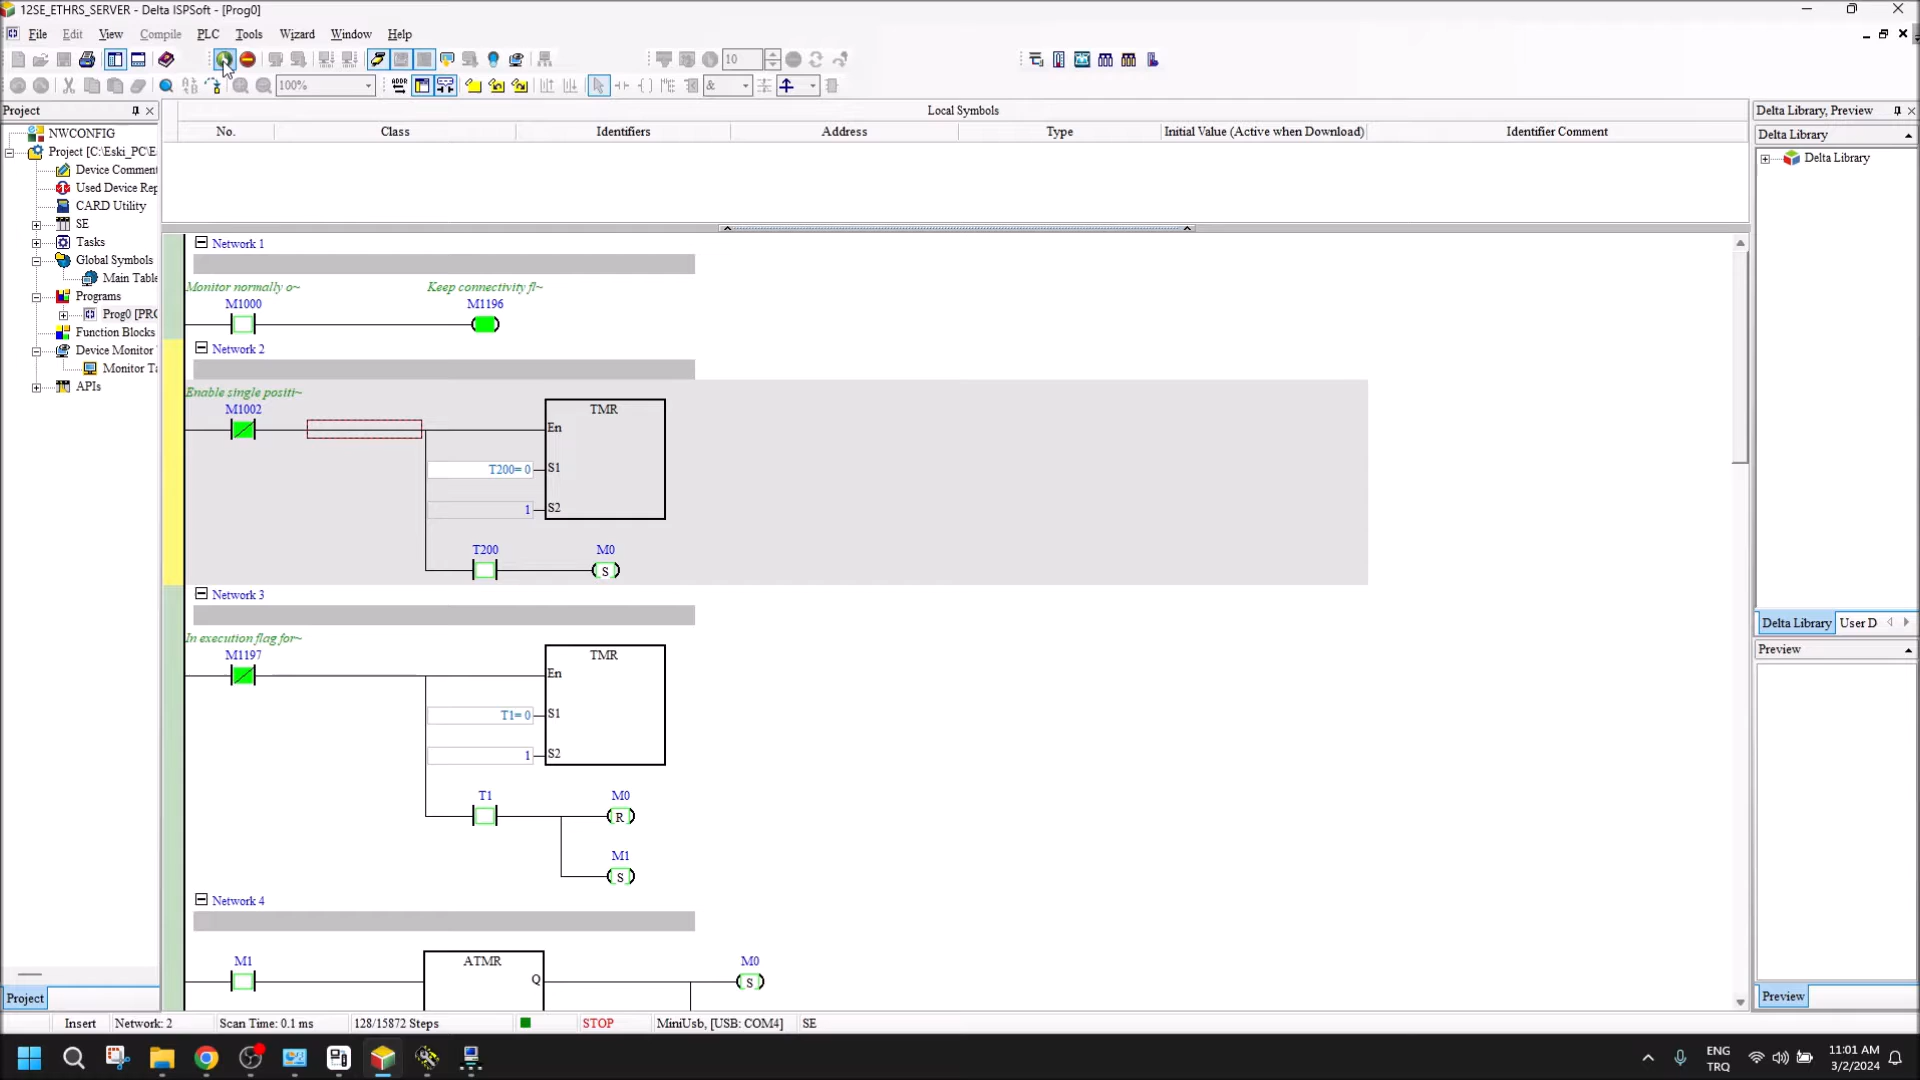 12SE_ETHRS_SERVER - Delta ISPSoft - [Prog0]
File Edit View Compile PLC Tools Wizard Window Help
10
100%
&
Project
NWCONFIG
Project [C:\Eski_PC\E
Device Commen
Used Device Rep
CARD Utility
SE
Tasks
Global Symbols
Main Table
Programs
Prog0 [PRC
Function Blocks
Device Monitor
Monitor Ta
APIs
Project
Local Symbols
No. Class Identifiers Address Type Initial Value (Active when Download) Identifier Comment
Network 1
Monitor normally o~ Keep connectivity fl~
M1000 M1196
Network 2
Enable single positi~
M1002 TMR
En
T200= 0 S1
1 S2
T200 M0
S
Network 3
In execution flag for~
M1197 TMR
En
T1= 0 S1
1 S2
T1 M0
R
M1
S
Network 4
M1 ATMR M0
Q S
Delta Library, Preview
Delta Library
Delta Library
Delta Library User D
Preview
Preview
Insert Network: 2 Scan Time: 0.1 ms 128/15872 Steps STOP MiniUsb, [USB: COM4] SE
ENG
TRQ
11:01 AM
3/2/2024